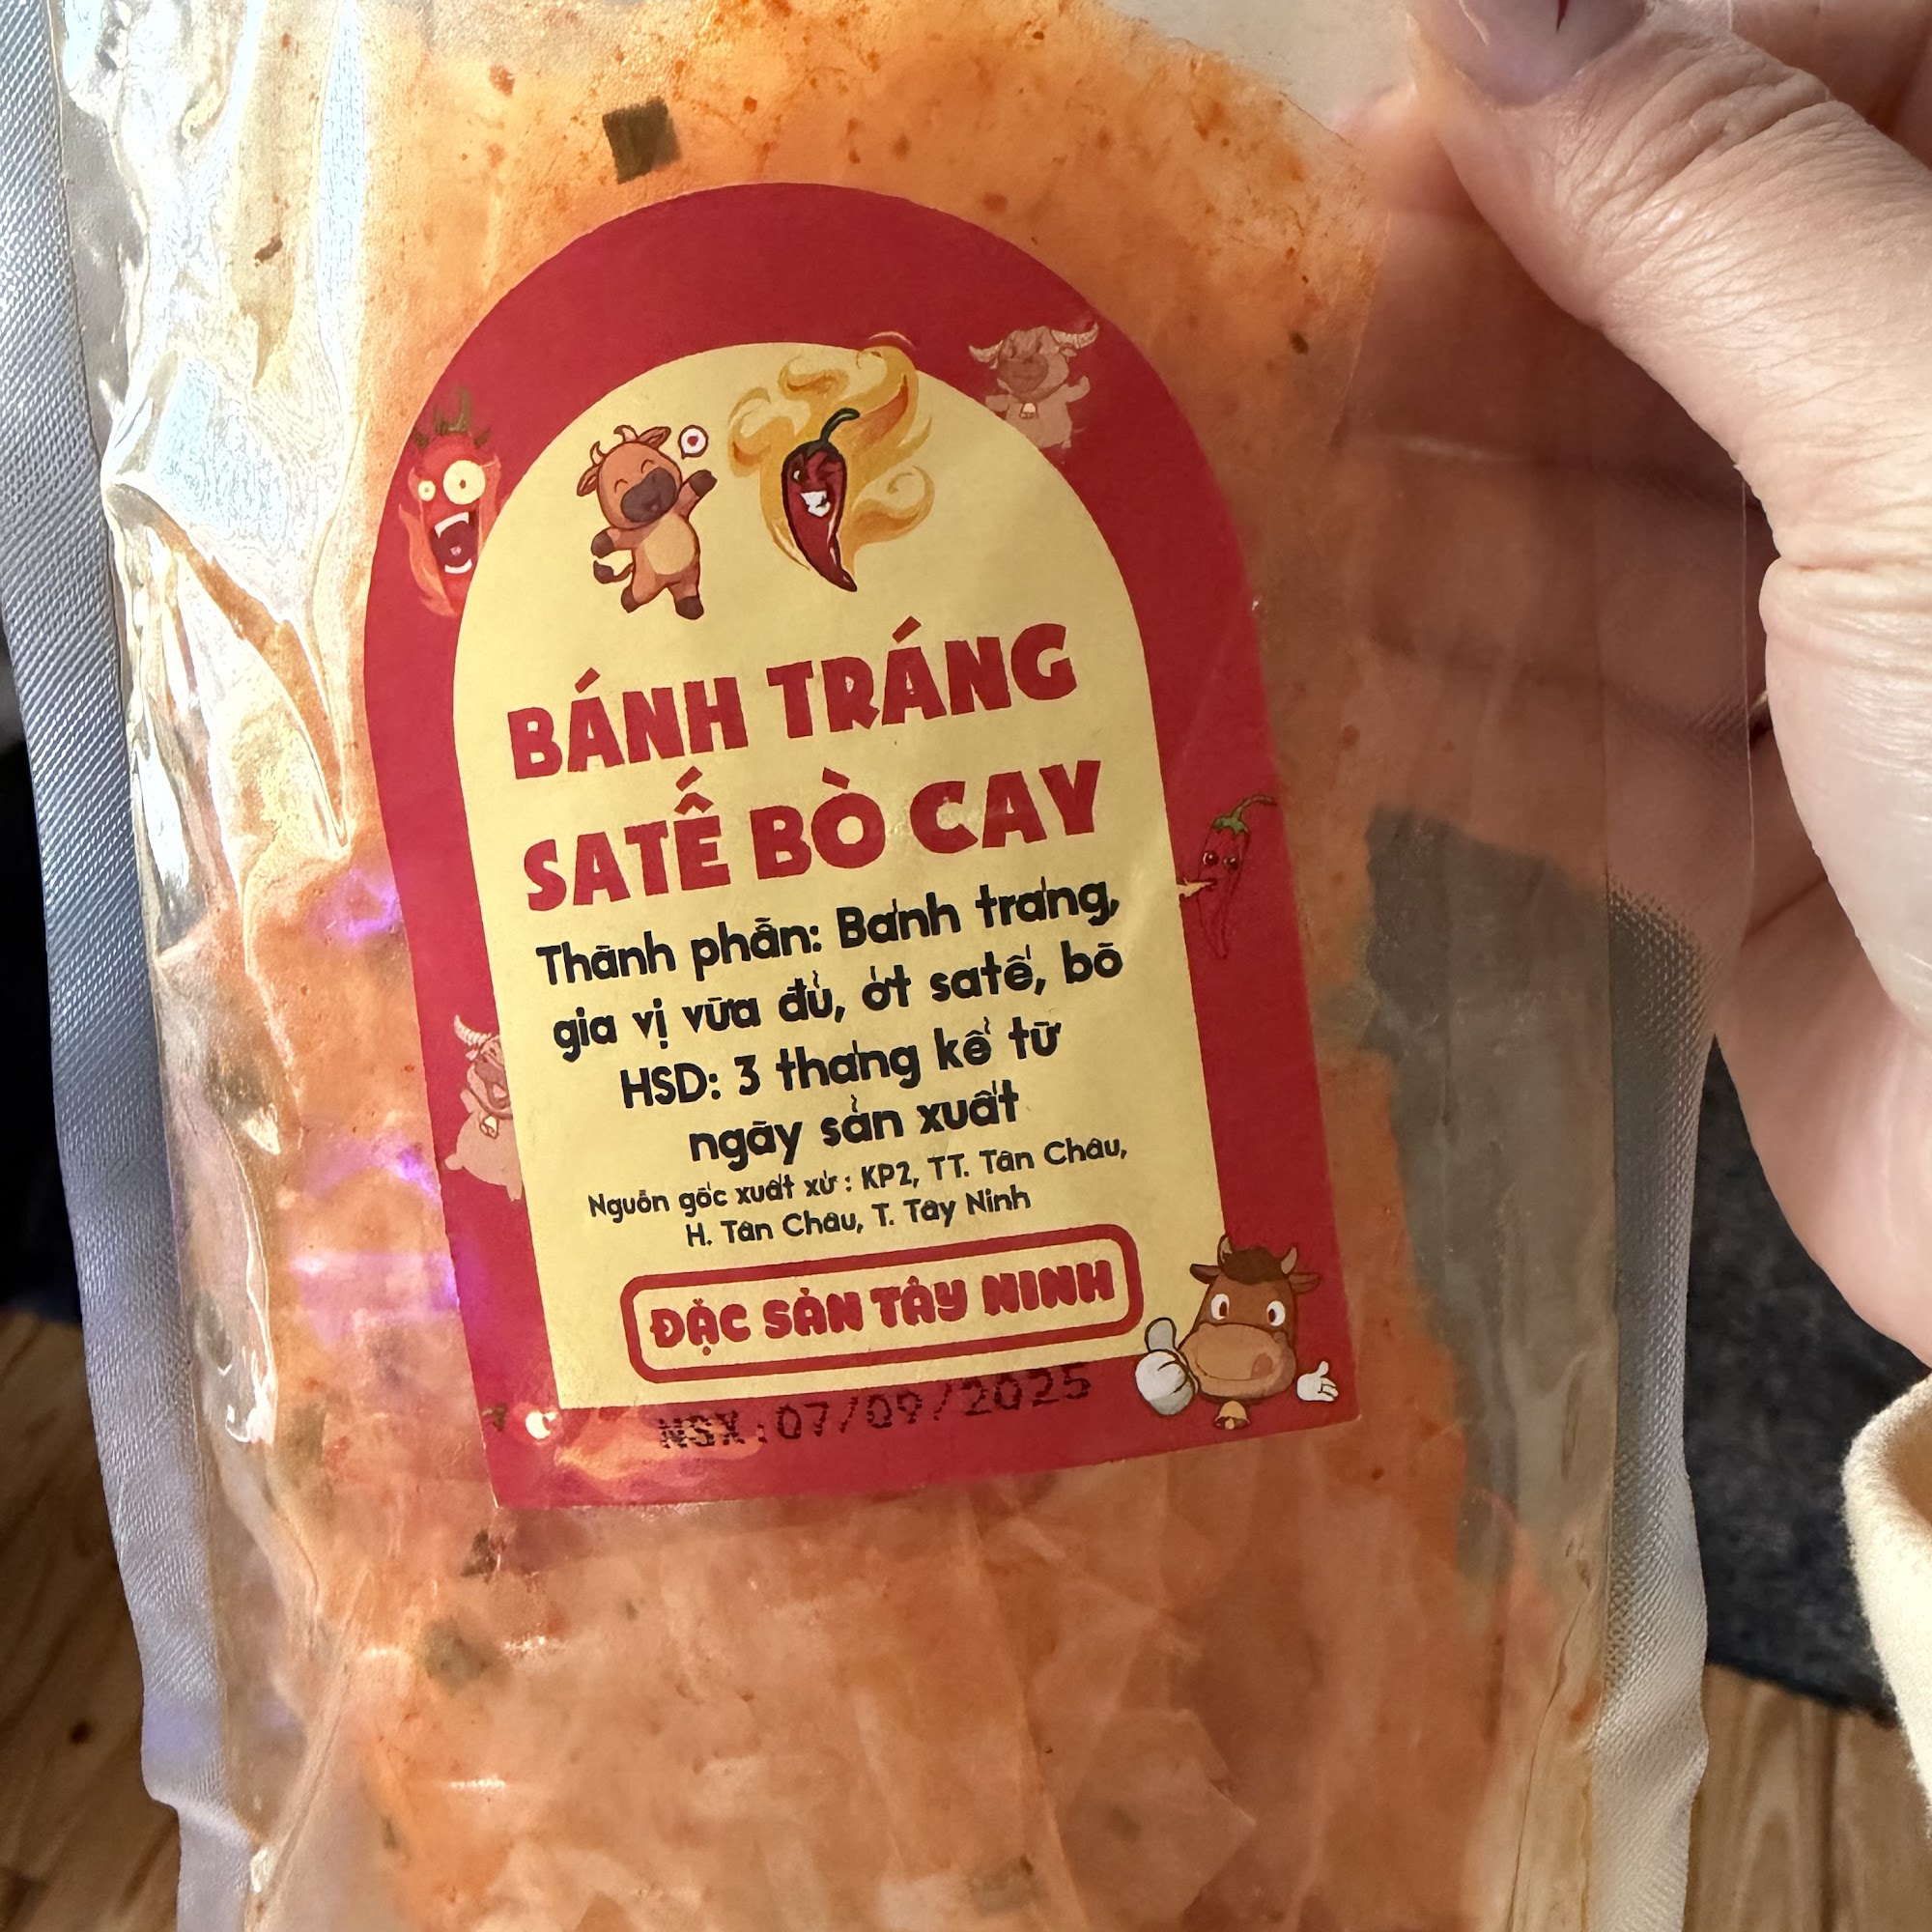 BÁNH TRÁNG
SATẾ BÒ CAY
Thành phần: Bánh tráng,
gia vị vừa đủ, ớt satế, bò
HSD: 3 tháng kể từ
ngày sản xuất
Nguồn gốc xuất xứ : KP2, TT. Tân Châu,
H. Tân Châu, T. Tây Ninh
ĐẶC SẢN TÂY NINH
NSX:07/09/2025